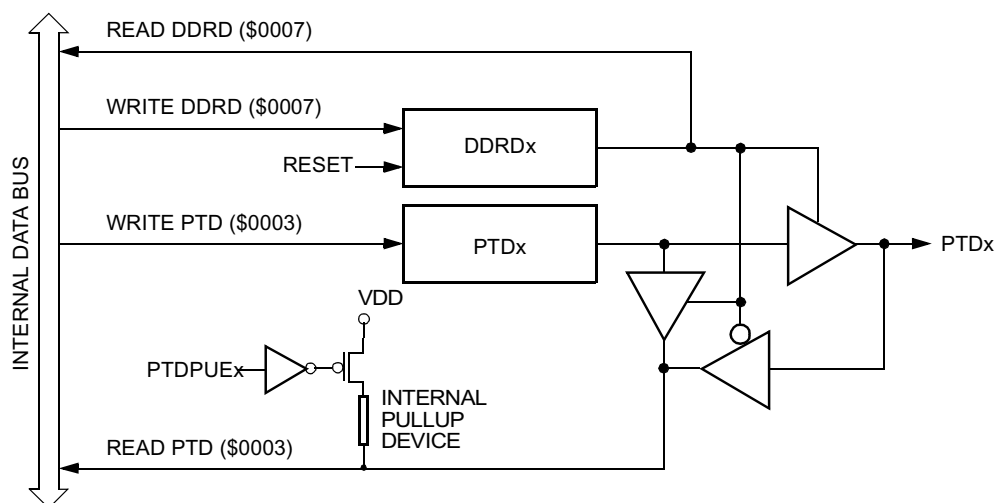 READ DDRD ($0007)
WRITE DDRD ($0007)
DDRDx
RESET
INTERNAL DATA BUS
WRITE PTD ($0003)
PTDx
PTDx
VDD
PTDPUEx
INTERNAL
PULLUP
DEVICE
READ PTD ($0003)